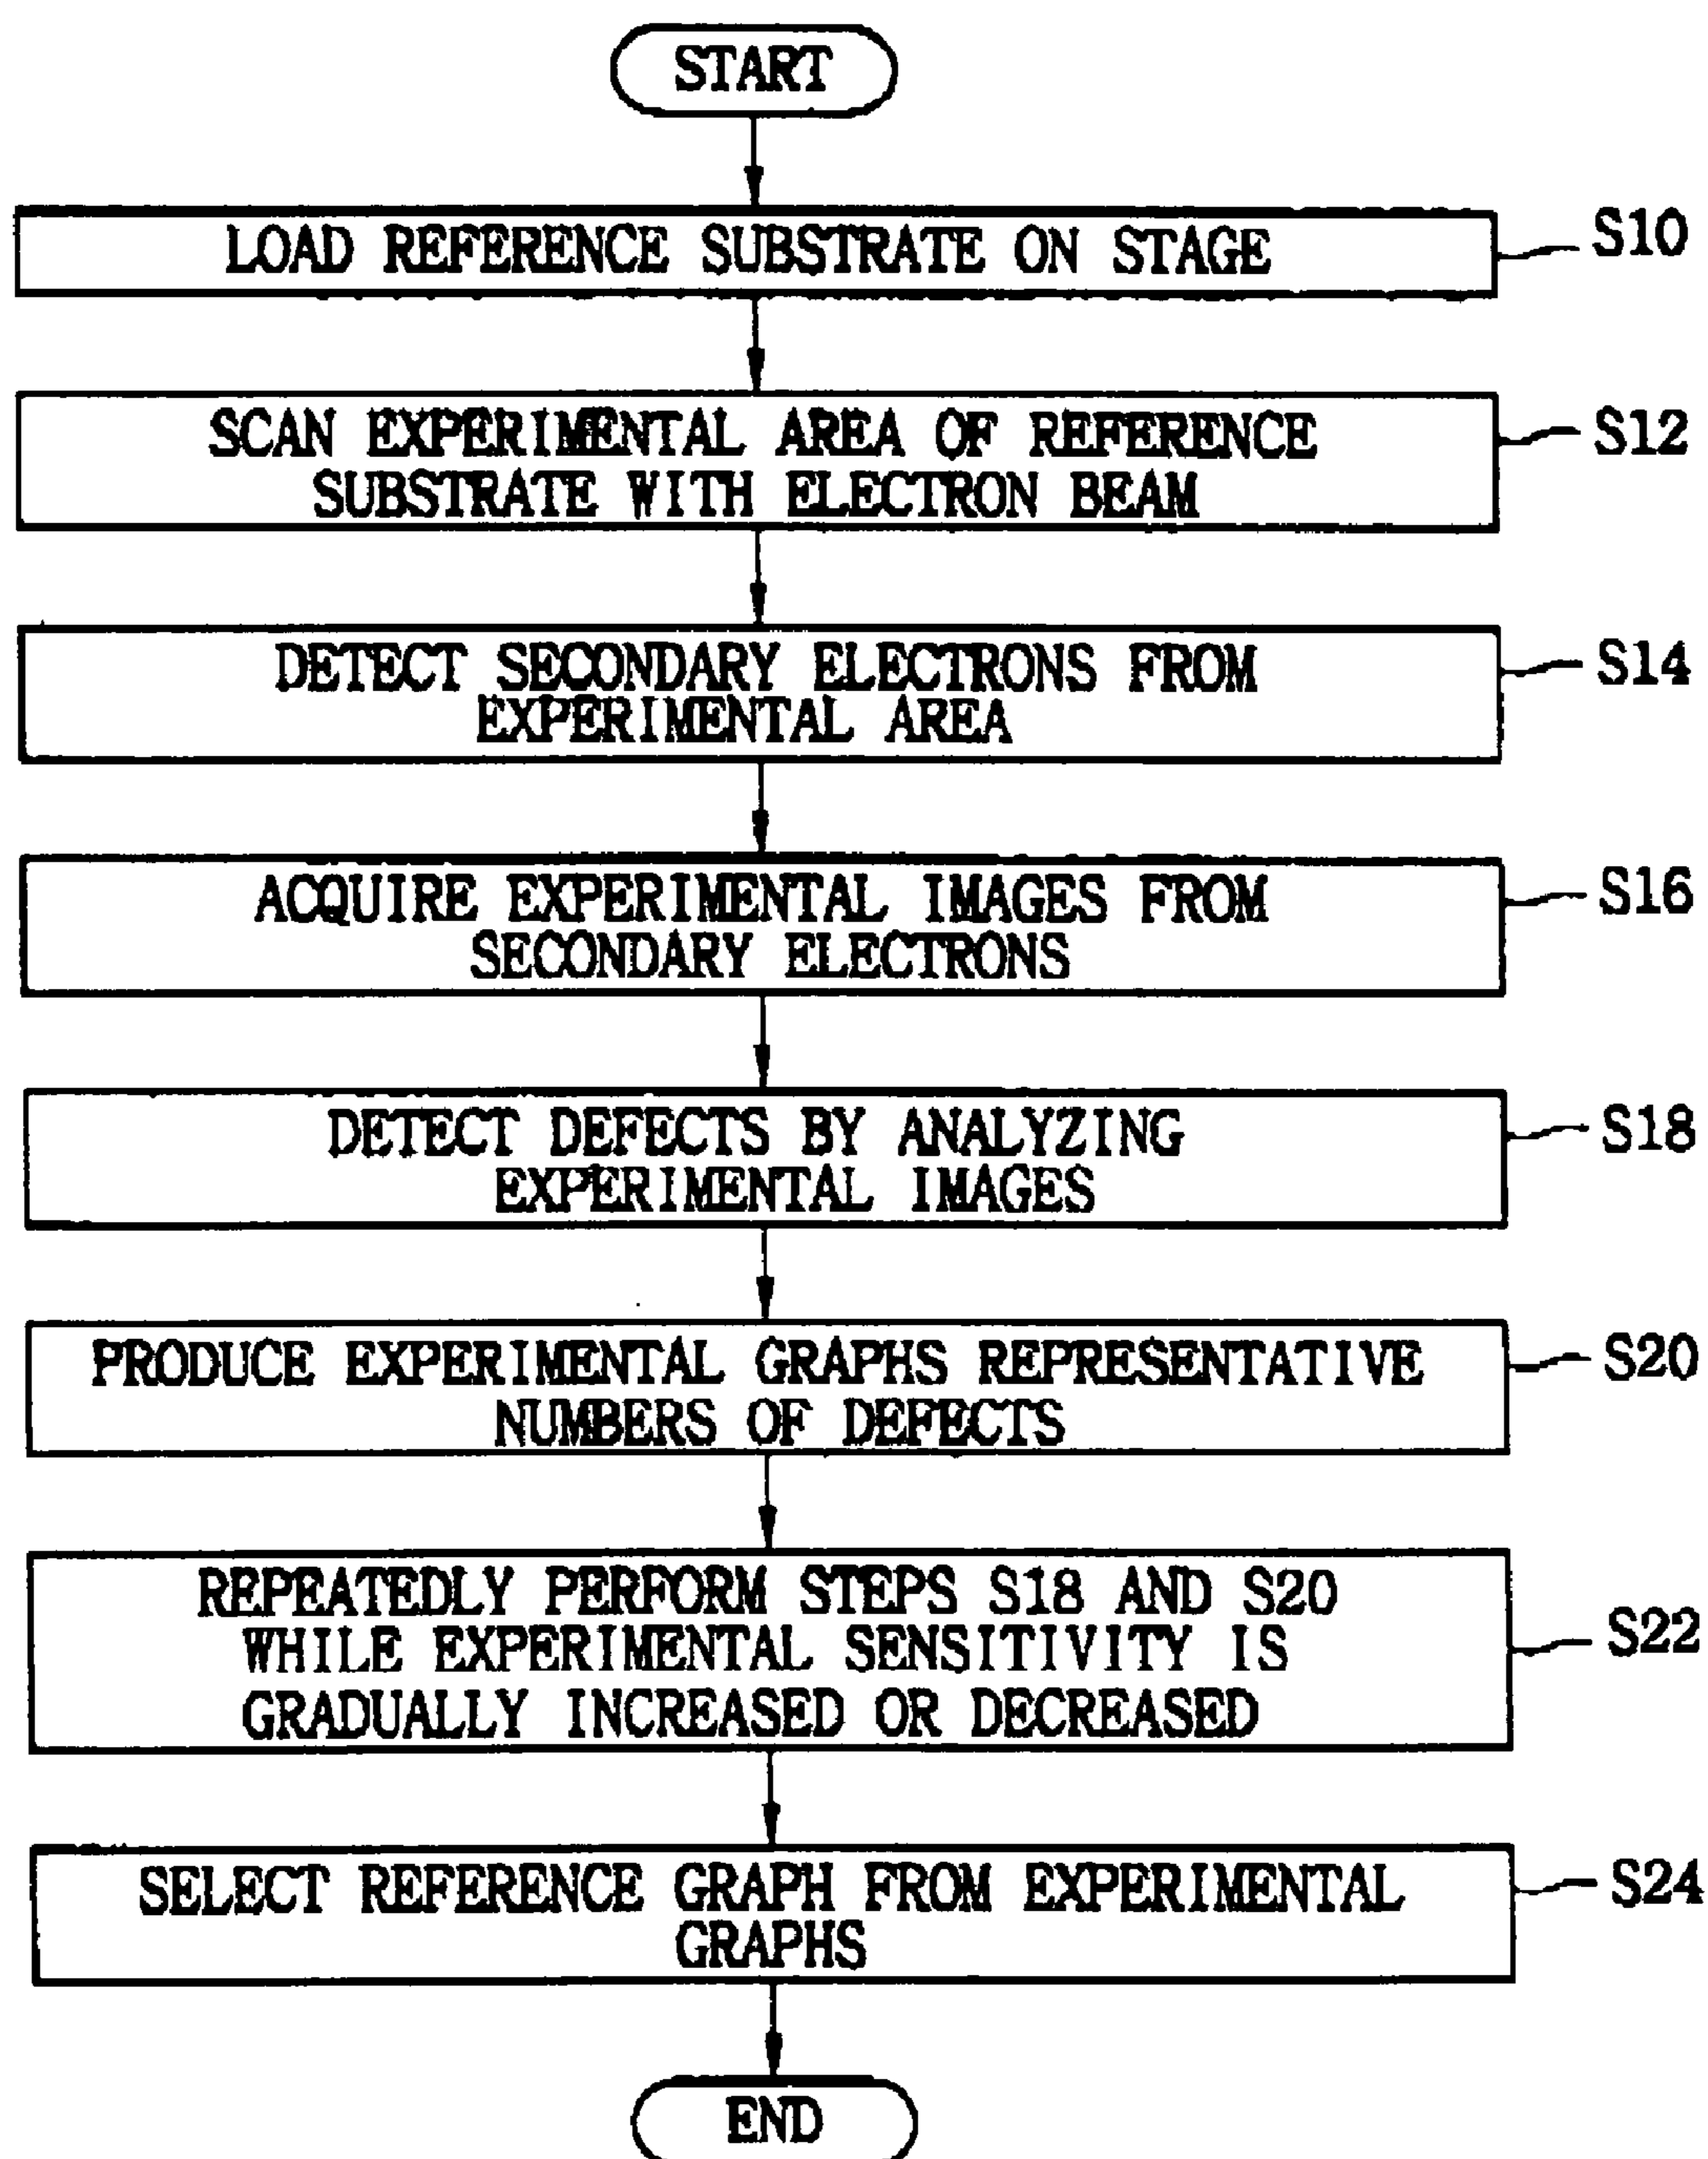 START
LOAD REFERENCE SUBSTRATE ON STAGE
S10
SCAN EXPERIMENTAL AREA OF REFERENCE
SUBSTRATE WITH ELECTRON BEAM
S12
DETECT SECONDARY ELECTRONS FROM
EXPERIMENTAL AREA
S14
ACQUIRE EXPERIMENTAL IMAGES FROM
SECONDARY ELECTRONS
S16
DETECT DEFECTS BY ANALYZING
EXPERIMENTAL IMAGES
S18
PRODUCE EXPERIMENTAL GRAPHS REPRESENTATIVE
NUMBERS OF DEFECTS
S20
REPEATEDLY PERFORM STEPS S18 AND S20
WHILE EXPERIMENTAL SENSITIVITY IS
GRADUALLY INCREASED OR DECREASED
S22
SELECT REFERENCE GRAPH FROM EXPERIMENTAL
GRAPHS
S24
END